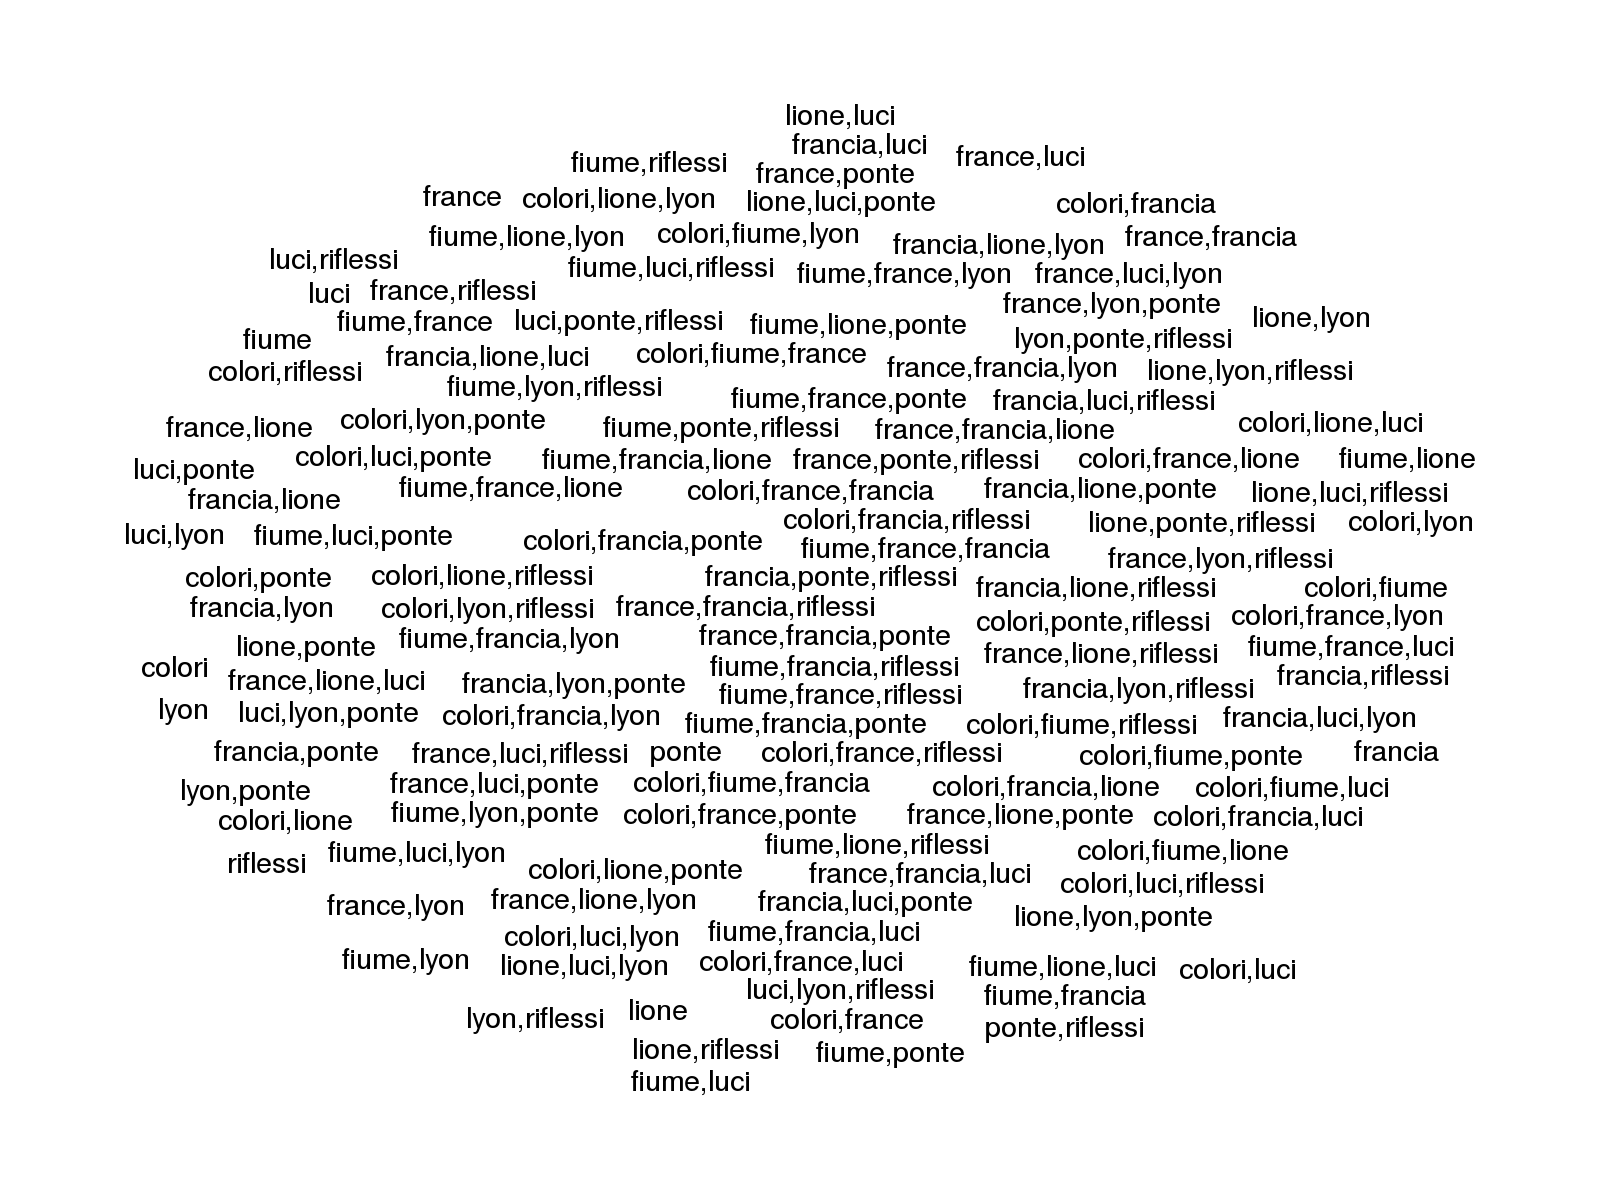 lione,luci
francia,luci
france,luci
fiume,riflessi
france,ponte
france
colori,lione,lyon
lione,luci,ponte
colori,francia
fiume,lione,lyon
colori,fiume,lyon
francia,lione,lyon
france,francia
luci,riflessi
fiume,luci,riflessi
fiume,france,lyon
france,luci,lyon
luci
france,riflessi
france,lyon,ponte
lione,lyon
fiume,france
luci,ponte,riflessi
fiume,lione,ponte
fiume
lyon,ponte,riflessi
francia,lione,luci
colori,fiume,france
colori,riflessi
france,francia,lyon
lione,lyon,riflessi
fiume,lyon,riflessi
fiume,france,ponte
francia,luci,riflessi
france,lione
colori,lyon,ponte
fiume,ponte,riflessi
france,francia,lione
colori,lione,luci
luci,ponte
colori,luci,ponte
fiume,francia,lione
france,ponte,riflessi
colori,france,lione
fiume,lione
francia,lione
fiume,france,lione
colori,france,francia
francia,lione,ponte
lione,luci,riflessi
colori,francia,riflessi
lione,ponte,riflessi
colori,lyon
luci,lyon
fiume,luci,ponte
colori,francia,ponte
fiume,france,francia
france,lyon,riflessi
colori,ponte
colori,lione,riflessi
francia,ponte,riflessi
francia,lione,riflessi
colori,fiume
francia,lyon
colori,lyon,riflessi
france,francia,riflessi
colori,ponte,riflessi
colori,france,lyon
lione,ponte
fiume,francia,lyon
france,francia,ponte
france,lione,riflessi
fiume,france,luci
colori
france,lione,luci
francia,lyon,ponte
fiume,francia,riflessi
fiume,france,riflessi
francia,lyon,riflessi
francia,riflessi
lyon
luci,lyon,ponte
colori,francia,lyon
fiume,francia,ponte
colori,fiume,riflessi
francia,luci,lyon
francia,ponte
france,luci,riflessi
ponte
colori,france,riflessi
colori,fiume,ponte
francia
lyon,ponte
france,luci,ponte
colori,fiume,francia
colori,francia,lione
colori,fiume,luci
colori,lione
fiume,lyon,ponte
colori,france,ponte
france,lione,ponte
colori,francia,luci
riflessi
fiume,luci,lyon
fiume,lione,riflessi
colori,fiume,lione
colori,lione,ponte
france,francia,luci
colori,luci,riflessi
france,lyon
france,lione,lyon
francia,luci,ponte
lione,lyon,ponte
colori,luci,lyon
fiume,francia,luci
fiume,lyon
lione,luci,lyon
colori,france,luci
fiume,lione,luci
colori,luci
luci,lyon,riflessi
fiume,francia
lyon,riflessi
lione
colori,france
ponte,riflessi
lione,riflessi
fiume,ponte
fiume,luci